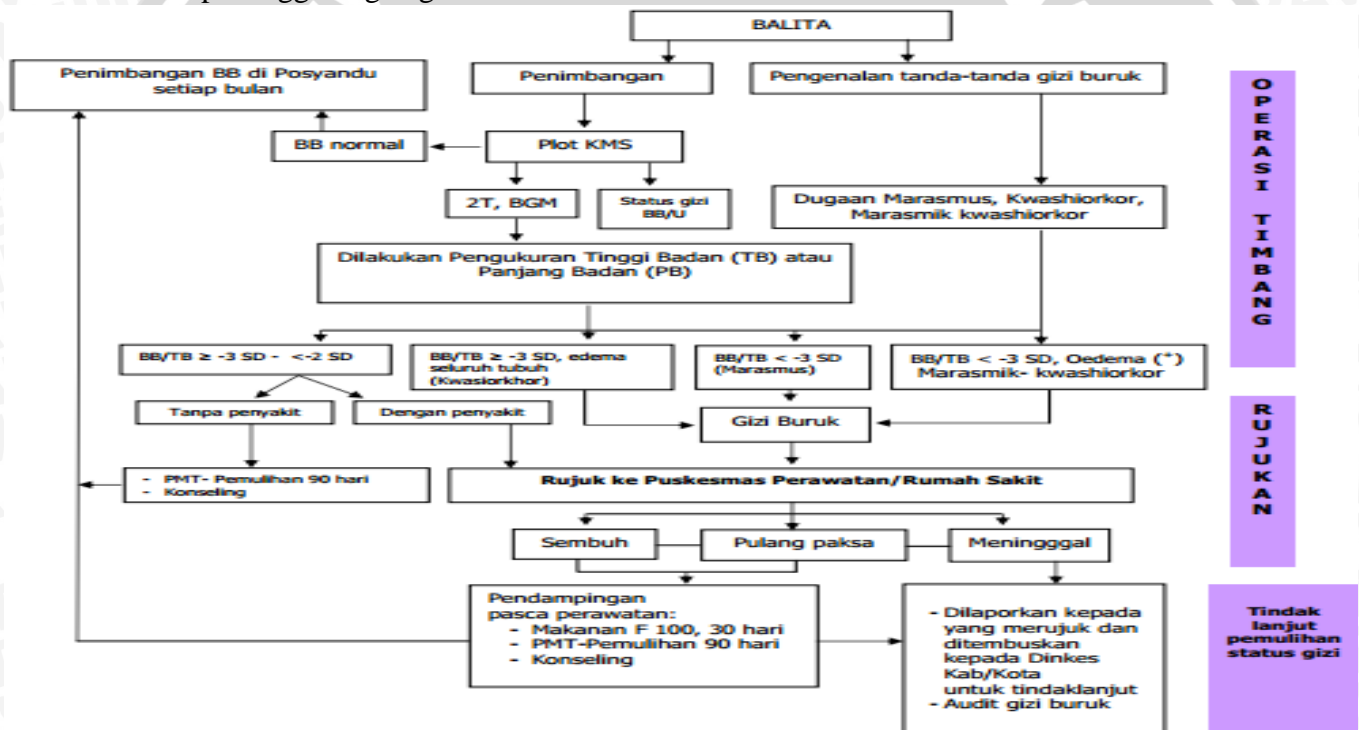 BALITA
Penimbangan BB di Posyandu
setiap bulan
Penimbangan
Pengenalan tanda-tanda gizi buruk
BB normal
Plot KMS
2T, BGM
Status gizi
BB/U
Dugaan Marasmus, Kwashiorkor,
Marasmik kwashiorkor
Dilakukan Pengukuran Tinggi Badan (TB) atau
Panjang Badan (PB)
OPERASI TIMBANG
BB/TB ≥ -3 SD - <-2 SD
BB/TB ≥ -3 SD, edema
seluruh tubuh
(Kwasiorkhor)
BB/TB < -3 SD
(Marasmus)
BB/TB < -3 SD, Oedema (+)
Marasmik- kwashiorkor
Tanpa penyakit
Dengan penyakit
Gizi Buruk
RUJUKAN
- PMT- Pemulihan 90 hari
- Konseling
Rujuk ke Puskesmas Perawatan/Rumah Sakit
Sembuh
Pulang paksa
Meningggal
Pendampingan
pasca perawatan:
- Makanan F 100, 30 hari
- PMT-Pemulihan 90 hari
- Konseling
- Dilaporkan kepada
yang merujuk dan
ditembuskan
kepada Dinkes
Kab/Kota
untuk tindaklanjut
- Audit gizi buruk
Tindak
lanjut
pemulihan
status gizi